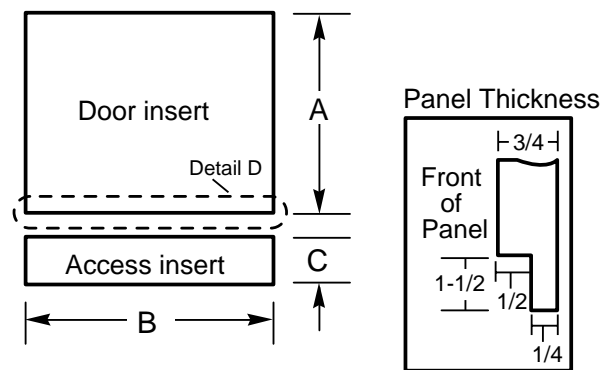 Door insert
A
Detail D
Access insert
C
B
Panel Thickness
3/4
Front
of
Panel
1-1/2
1/2
1/4